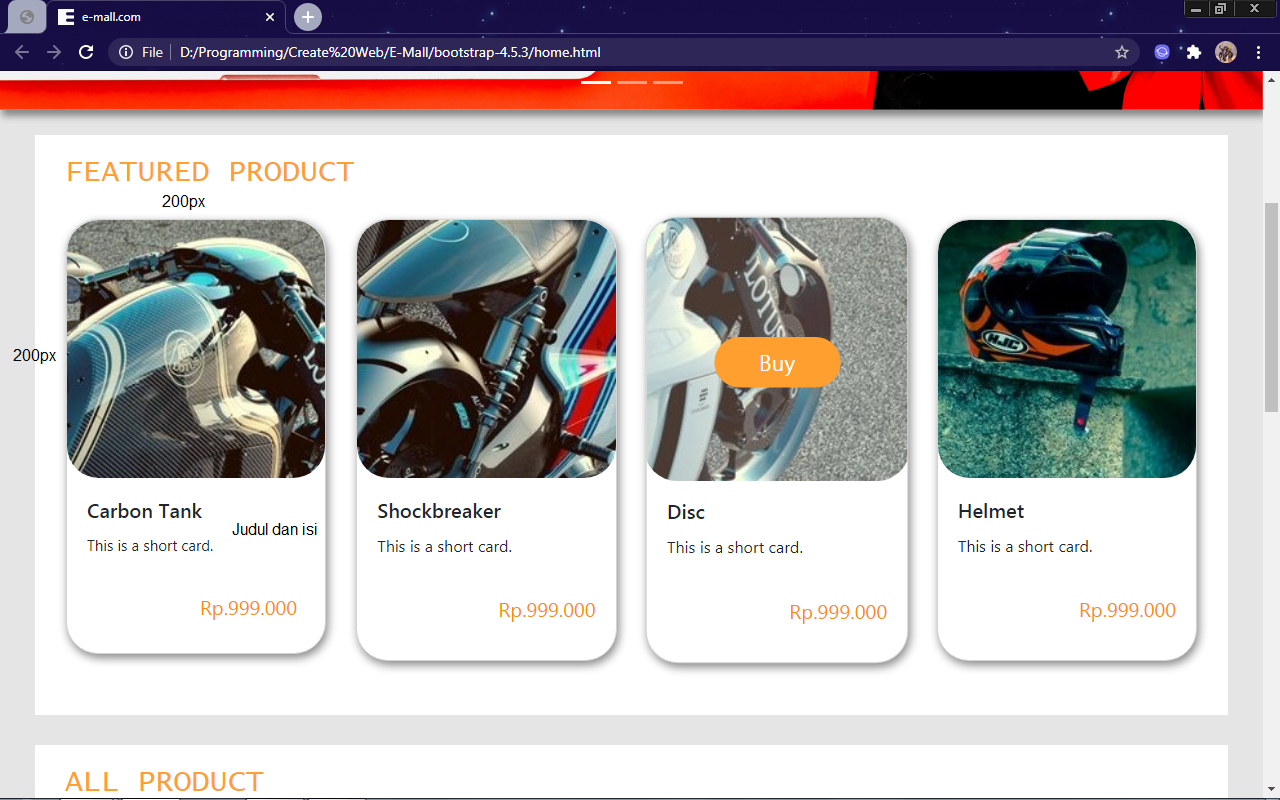 e-mall.com
File D:/Programming/Create%20Web/E-Mall/bootstrap-4.5.3/home.html
FEATURED PRODUCT
200px
200px
LOTUS
Buy
HJC
Carbon Tank
Judul dan isi
This is a short card.
Rp.999.000
Shockbreaker
This is a short card.
Rp.999.000
Disc
This is a short card.
Rp.999.000
Helmet
This is a short card.
Rp.999.000
ALL PRODUCT